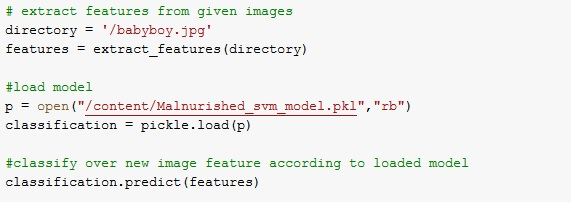 # extract features from given images
directory = '/babyboy.jpg'
features = extract_features(directory)
#load model
p = open("/content/Malnurished_svm_model.pkl","rb")
classification = pickle.load(p)
#classify over new image feature according to loaded model
classification.predict(features)